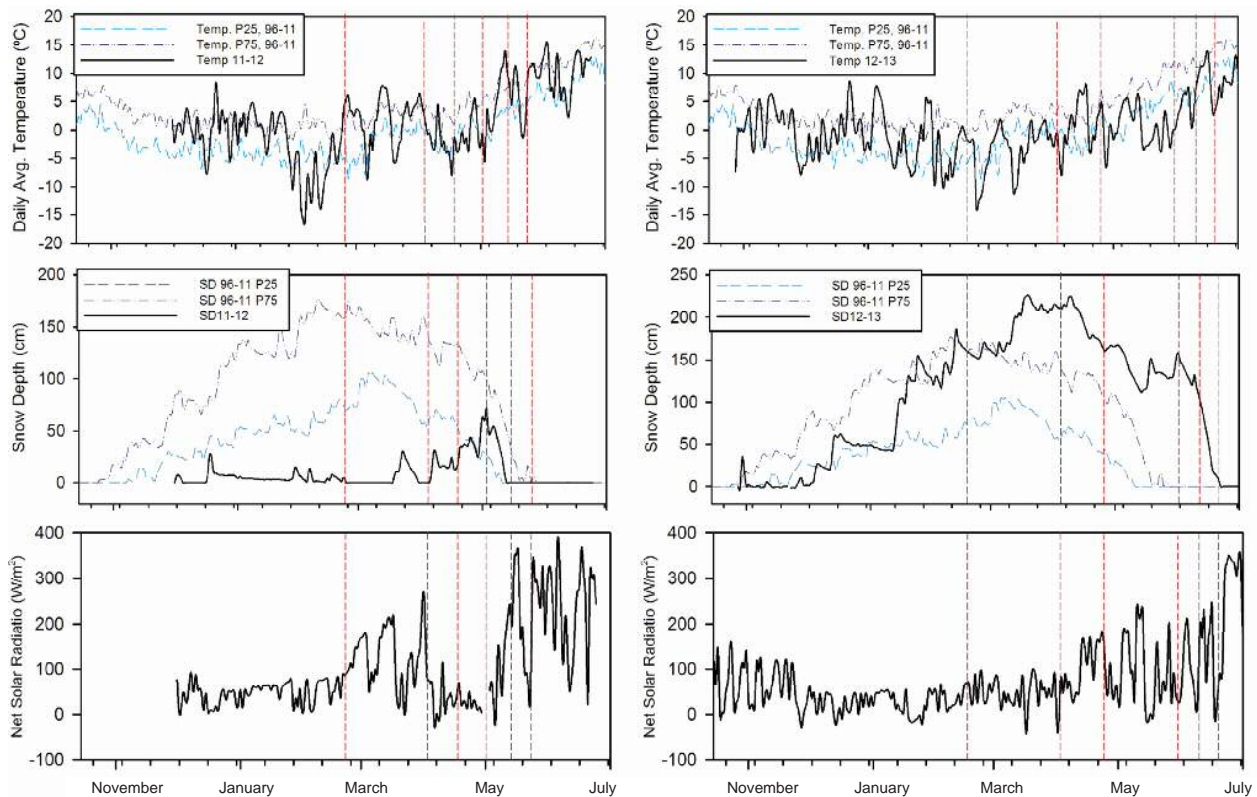 20
15
10
5
0
-5
-10
-15
-20
Daily Avg. Temperature (ºC)
Temp. P25, 96-11
Temp. P75, 96-11
Temp 11-12
20
15
10
5
0
-5
-10
-15
-20
Daily Avg. Temperature (ºC)
Temp. P25, 96-11
Temp. P75, 96-11
Temp 12-13
200
150
100
50
0
Snow Depth (cm)
SD 96-11 P25
SD 96-11 P75
SD11-12
250
200
150
100
50
0
Snow Depth (cm)
SD 96-11 P25
SD 96-11 P75
SD12-13
400
300
200
100
0
-100
Net Solar Radiatio (W/m²)
November January March May July
400
300
200
100
0
-100
Net Solar Radiatio (W/m²)
November January March May July